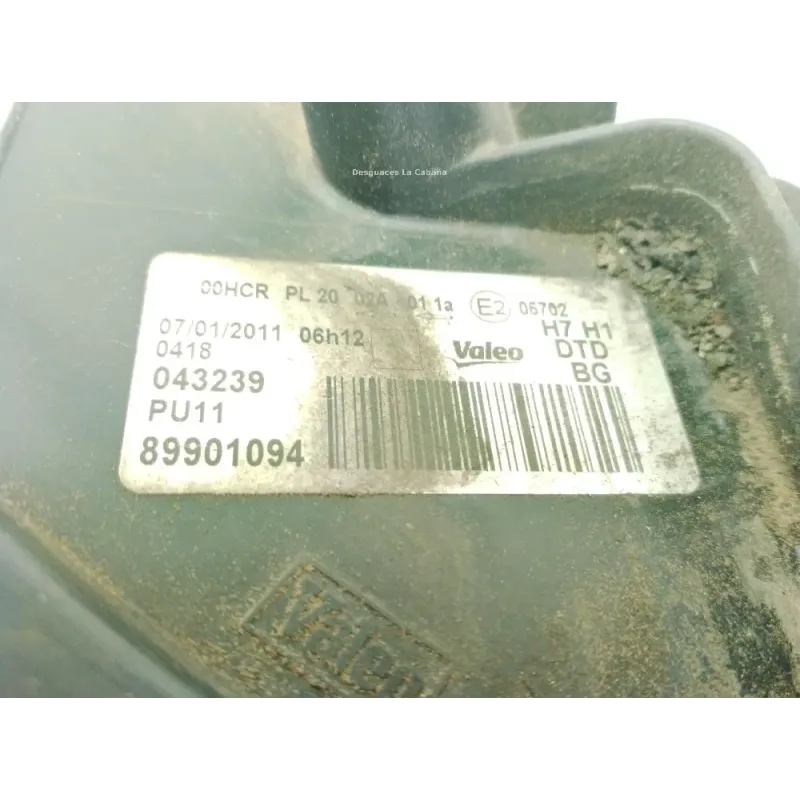 Desguaces La Cabaña
00HCR PL 20 02A 01 1a E2 06702
07/01/2011 06h12 H7 H1
0418 Valeo DTD
043239 BG
PU11
89901094
Valeo